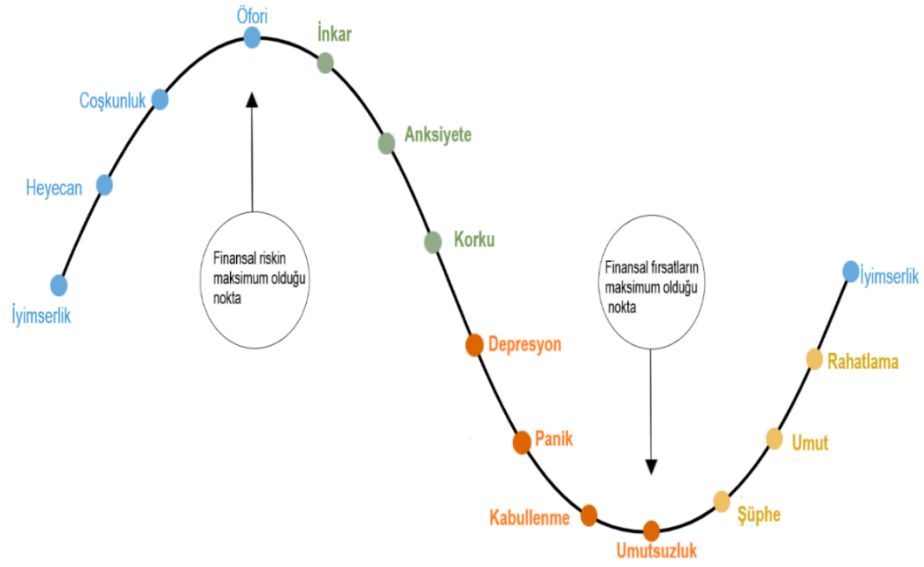 Öfori
İnkar
Coşkunluk
Anksiyete
Heyecan
Korku
Finansal riskin
maksimum olduğu
nokta
Finansal fırsatların
maksimum olduğu
nokta
İyimserlik
İyimserlik
Depresyon
Rahatlama
Panik
Umut
Kabullenme
Şüphe
Umutsuzluk